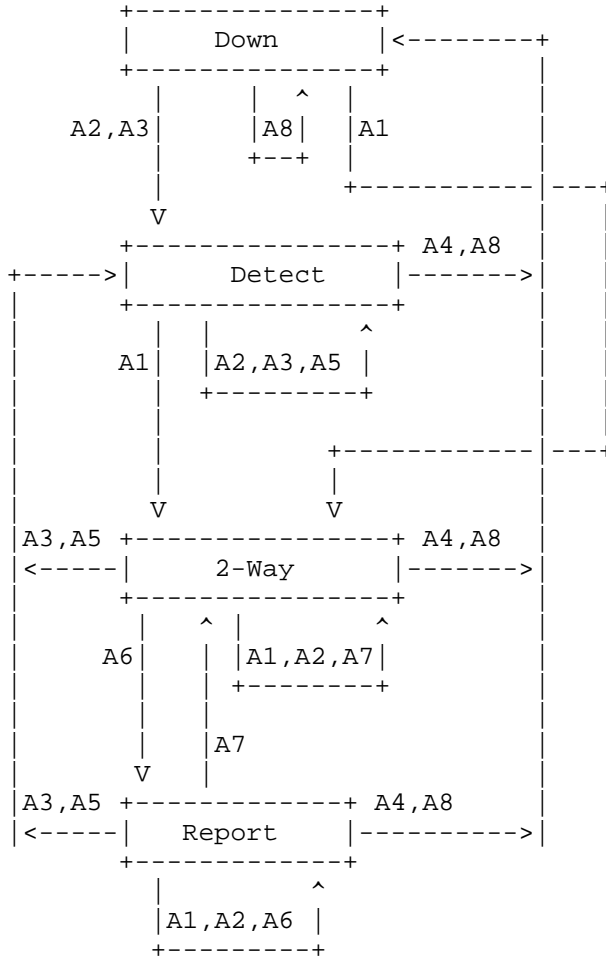 Down
A2,A3 A8 A1
A4,A8
Detect
A1 A2,A3,A5
A3,A5 A4,A8
2-Way
A6 A1,A2,A7
A7
A3,A5 A4,A8
Report
A1,A2,A6